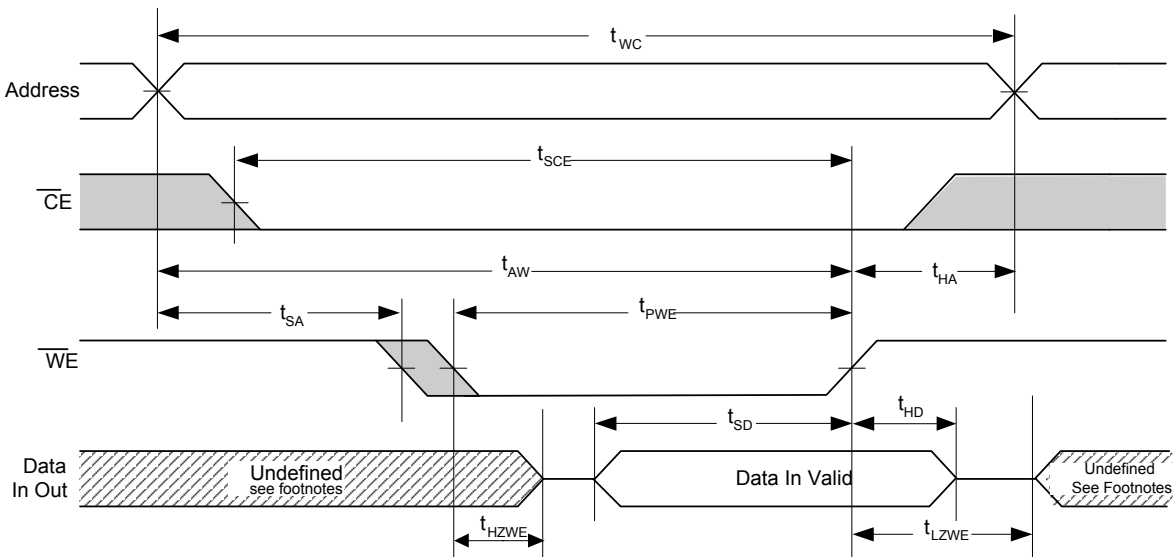 tWC
Address
tSCE
CE
tAW
tHA
tSA
tPWE
WE
tSD
tHD
Data
In Out
Undefined
see footnotes
Data In Valid
Undefined
See Footnotes
tHZWE
tLZWE